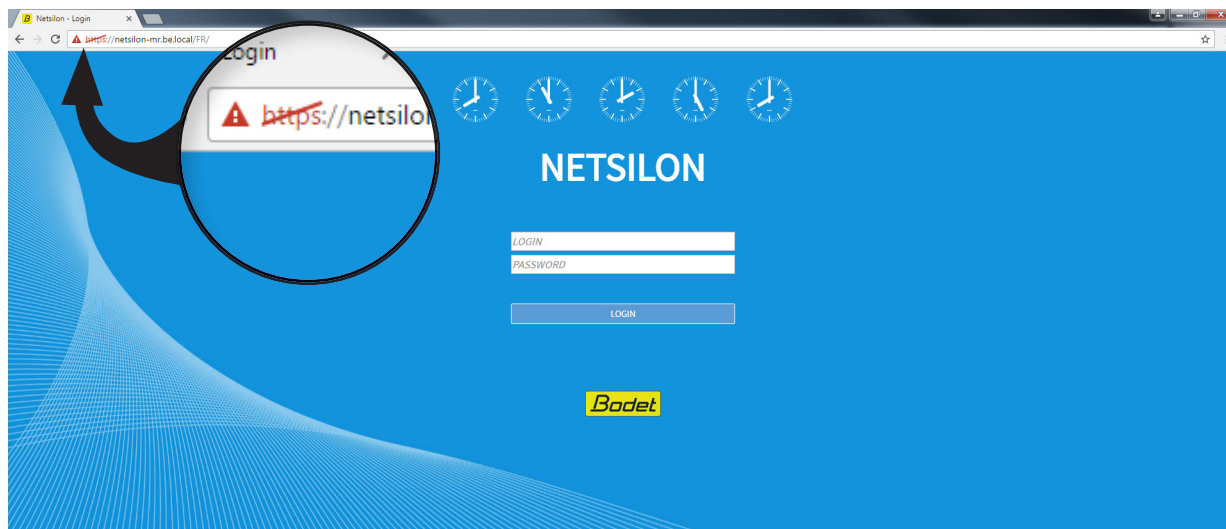 Netsilon - Login
https://netsilon-mr.be.local/FR/
Login
https://netsilon
NETSILON
LOGIN
PASSWORD
LOGIN
Bodet